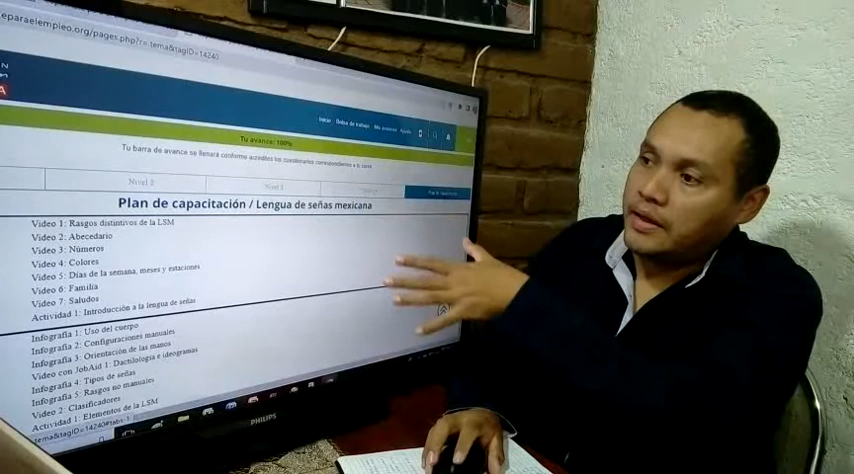 eparaelempleo.org/pages.php?r=.tema&tagID=14240
Inicio Bolsa de trabajo Mis avances Ayuda
Tu avance: 100%
Tu barra de avance se llenará conforme acredites los cuestionarios correspondientes a tu curso
Nivel 2 Nivel 3
Plan de capacitación / Lengua de señas mexicana
Video 1: Rasgos distintivos de la LSM
Video 2: Abecedario
Video 3: Números
Video 4: Colores
Video 5: Días de la semana, meses y estaciones
Video 6: Familia
Video 7: Saludos
Actividad 1: Introducción a la lengua de señas
Infografía 1: Uso del cuerpo
Infografía 2: Configuraciones manuales
Infografía 3: Orientación de las manos
Video con JobAid 1: Dactilología e ideogramas
Infografía 4: Tipos de señas
Infografía 5: Rasgos no manuales
Video 2: Clasificadores
Actividad 1: Elementos de la LSM
.tema&tagID=14240#tab1-1
PHILIPS